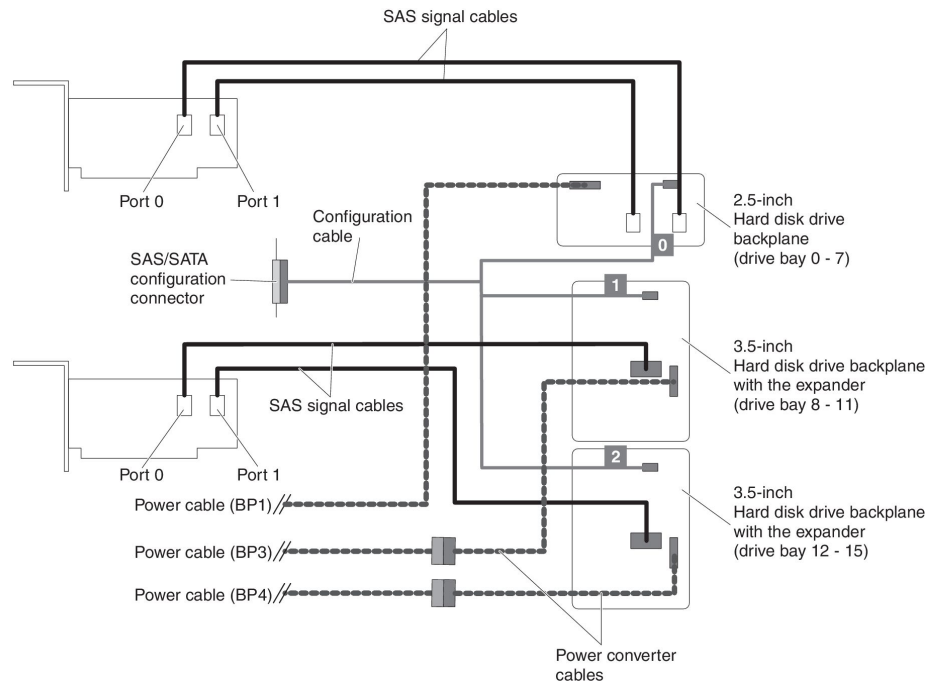 SAS signal cables
Port 0
Port 1
2.5-inch
Hard disk drive
backplane
(drive bay 0 - 7)
Configuration
cable
0
SAS/SATA
configuration
connector
1
3.5-inch
Hard disk drive backplane
with the expander
(drive bay 8 - 11)
SAS signal cables
Port 0
Port 1
2
3.5-inch
Hard disk drive backplane
with the expander
(drive bay 12 - 15)
Power cable (BP1)
Power cable (BP3)
Power cable (BP4)
Power converter
cables